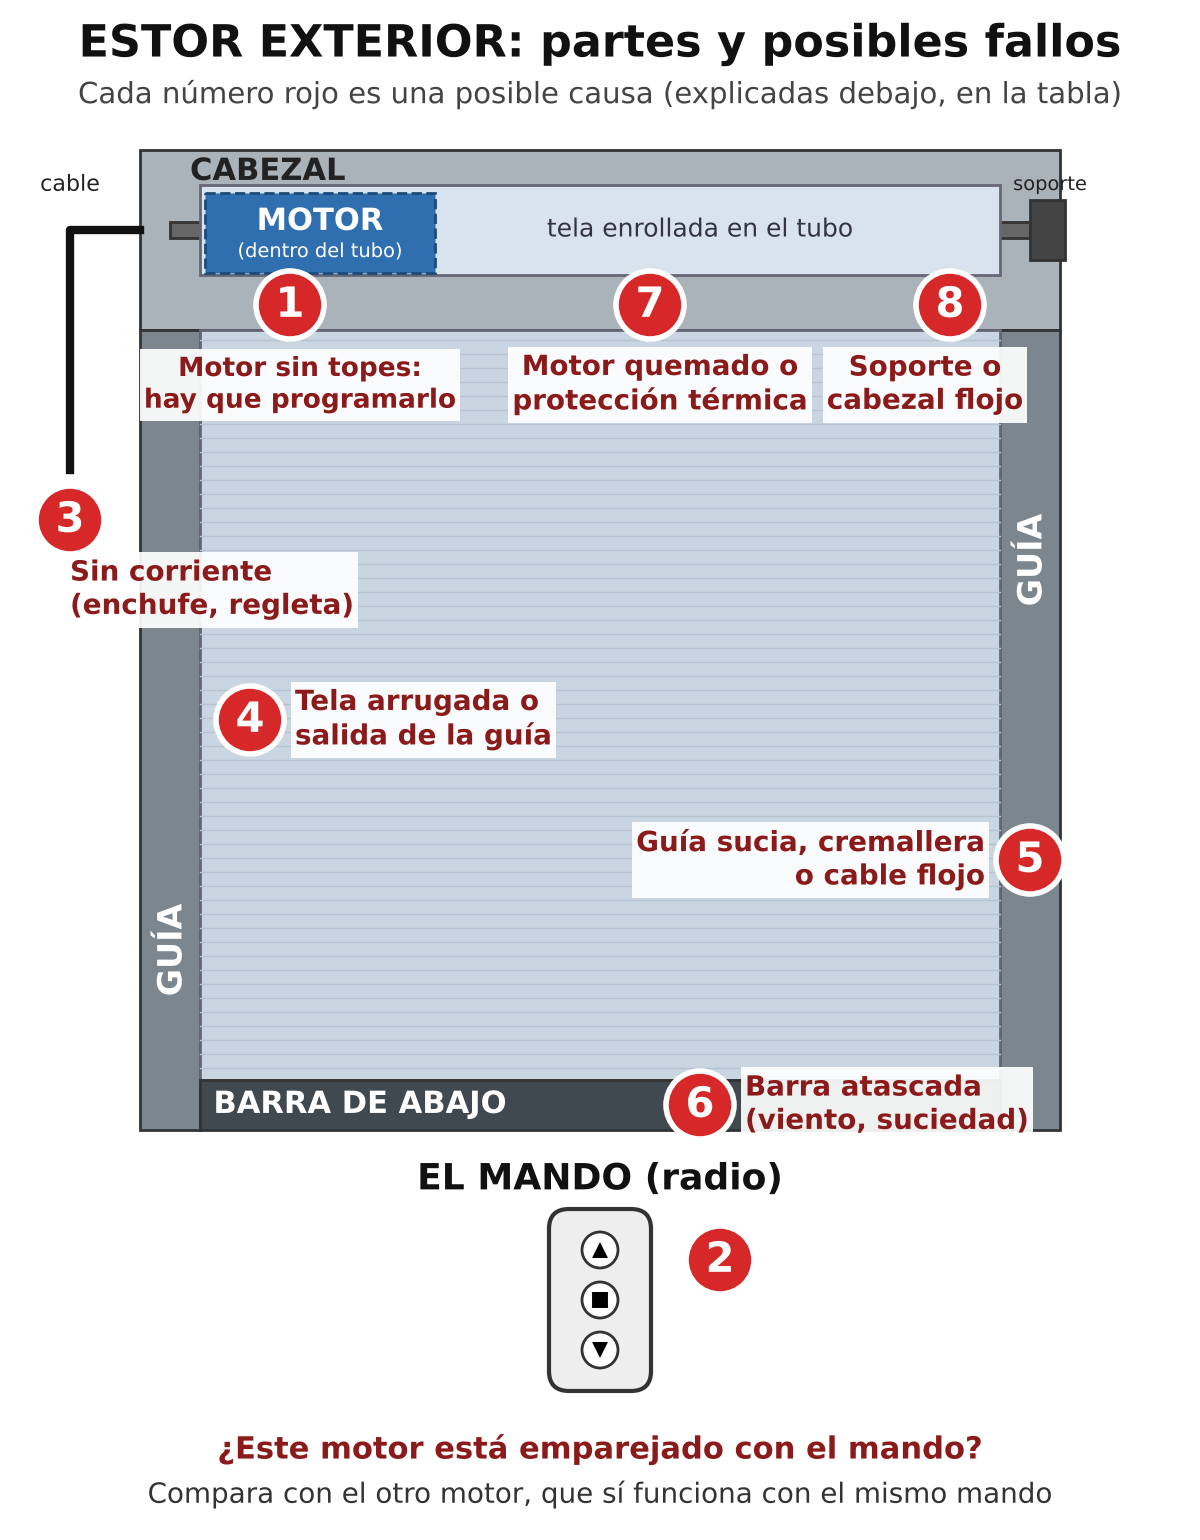 ESTOR EXTERIOR: partes y posibles fallos
Cada número rojo es una posible causa (explicadas debajo, en la tabla)
CABEZAL
cable
soporte
MOTOR
(dentro del tubo)
tela enrollada en el tubo
1
7
8
Motor sin topes:
hay que programarlo
Motor quemado o
protección térmica
Soporte o
cabezal flojo
3
Sin corriente
(enchufe, regleta)
GUÍA
4
Tela arrugada o
salida de la guía
Guía sucia, cremallera
o cable flojo
5
GUÍA
BARRA DE ABAJO
6
Barra atascada
(viento, suciedad)
EL MANDO (radio)
2
¿Este motor está emparejado con el mando?
Compara con el otro motor, que sí funciona con el mismo mando